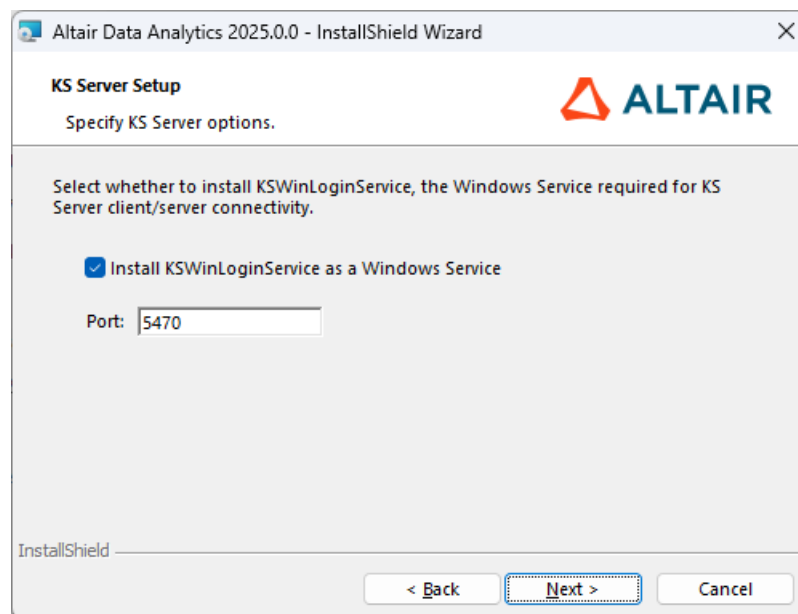 Altair Data Analytics 2025.0.0 - InstallShield Wizard
KS Server Setup
Specify KS Server options.
ALTAIR
Select whether to install KSWinLoginService, the Windows Service required for KS
Server client/server connectivity.
Install KSWinLoginService as a Windows Service
Port: 5470
InstallShield
< Back Next > Cancel